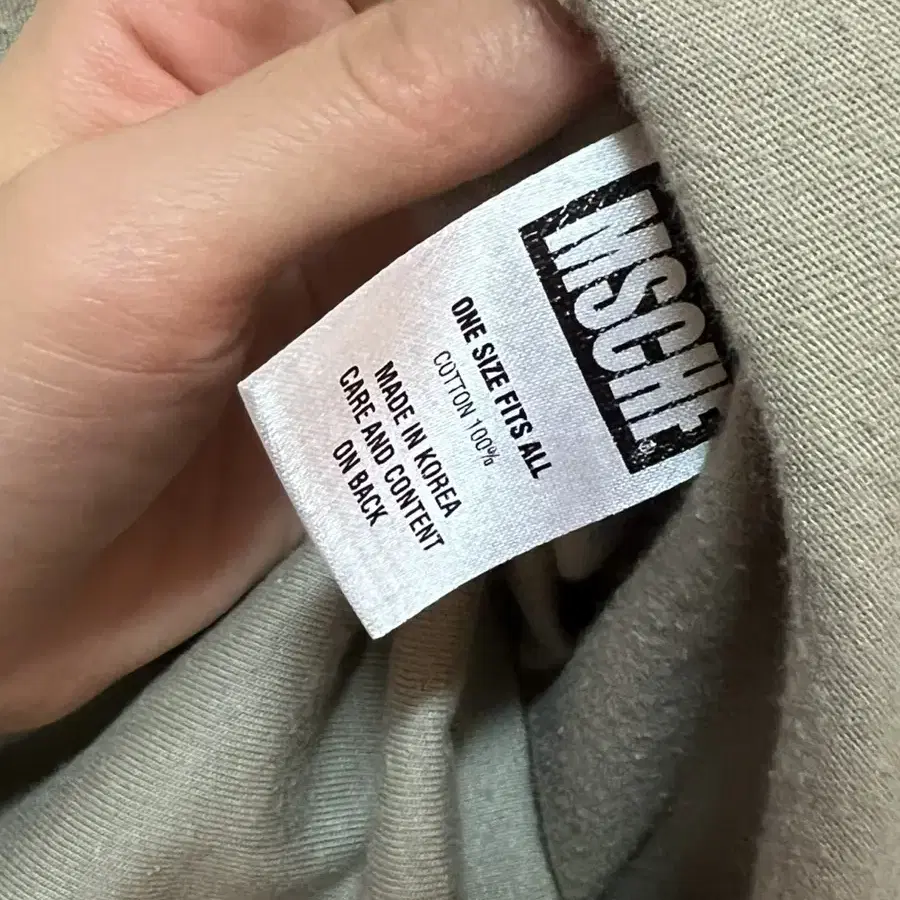 MSCHF
ONE SIZE FITS ALL
COTTON 100%
MADE IN KOREA
CARE AND CONTENT
ON BACK